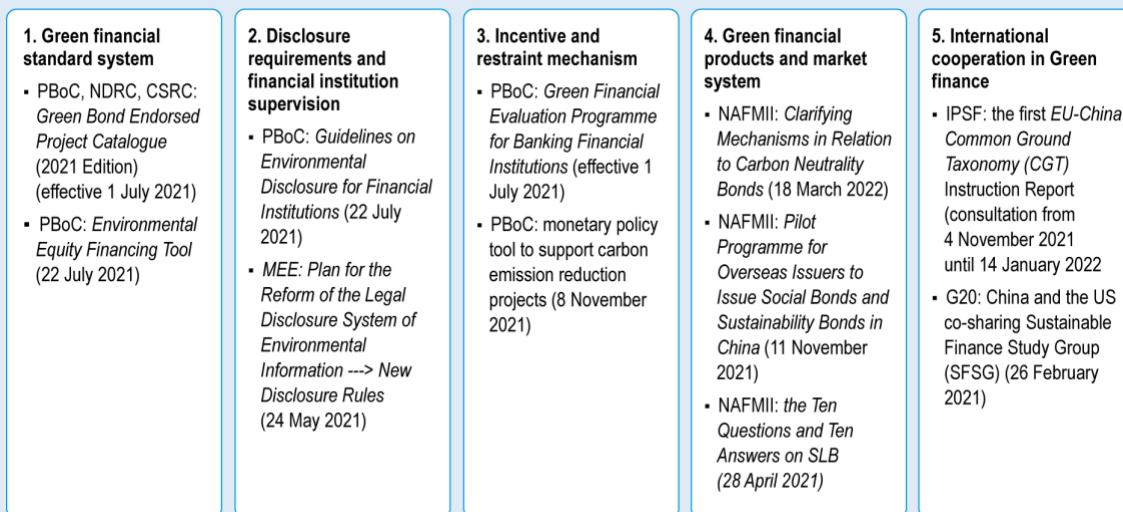 1. Green financial
standard system
▪ PBoC, NDRC, CSRC:
Green Bond Endorsed
Project Catalogue
(2021 Edition)
(effective 1 July 2021)
▪ PBoC: Environmental
Equity Financing Tool
(22 July 2021)
2. Disclosure
requirements and
financial institution
supervision
▪ PBoC: Guidelines on
Environmental
Disclosure for Financial
Institutions (22 July
2021)
▪ MEE: Plan for the
Reform of the Legal
Disclosure System of
Environmental
Information ---> New
Disclosure Rules
(24 May 2021)
3. Incentive and
restraint mechanism
▪ PBoC: Green Financial
Evaluation Programme
for Banking Financial
Institutions (effective 1
July 2021)
▪ PBoC: monetary policy
tool to support carbon
emission reduction
projects (8 November
2021)
4. Green financial
products and market
system
▪ NAFMII: Clarifying
Mechanisms in Relation
to Carbon Neutrality
Bonds (18 March 2022)
▪ NAFMII: Pilot
Programme for
Overseas Issuers to
Issue Social Bonds and
Sustainability Bonds in
China (11 November
2021)
▪ NAFMII: the Ten
Questions and Ten
Answers on SLB
(28 April 2021)
5. International
cooperation in Green
finance
▪ IPSF: the first EU-China
Common Ground
Taxonomy (CGT)
Instruction Report
(consultation from
4 November 2021
until 14 January 2022
▪ G20: China and the US
co-sharing Sustainable
Finance Study Group
(SFSG) (26 February
2021)